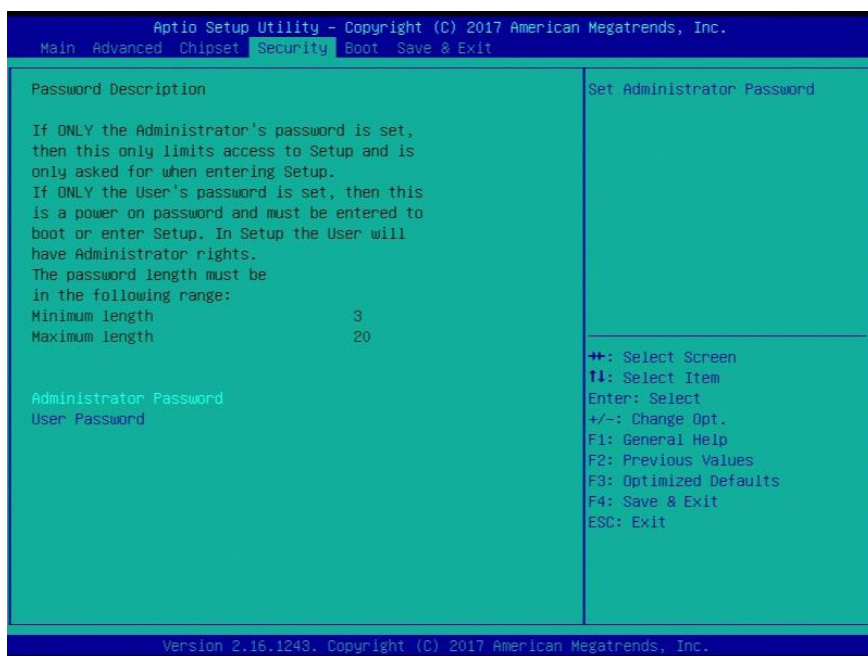 Aptio Setup Utility – Copyright (C) 2017 American Megatrends, Inc.
Main Advanced Chipset Security Boot Save & Exit
Password Description
If ONLY the Administrator's password is set,
then this only limits access to Setup and is
only asked for when entering Setup.
If ONLY the User's password is set, then this
is a power on password and must be entered to
boot or enter Setup. In Setup the User will
have Administrator rights.
The password length must be
in the following range:
Minimum length 3
Maximum length 20
Administrator Password
User Password
Set Administrator Password
→←: Select Screen
↑↓: Select Item
Enter: Select
+/-: Change Opt.
F1: General Help
F2: Previous Values
F3: Optimized Defaults
F4: Save & Exit
ESC: Exit
Version 2.16.1243. Copyright (C) 2017 American Megatrends, Inc.